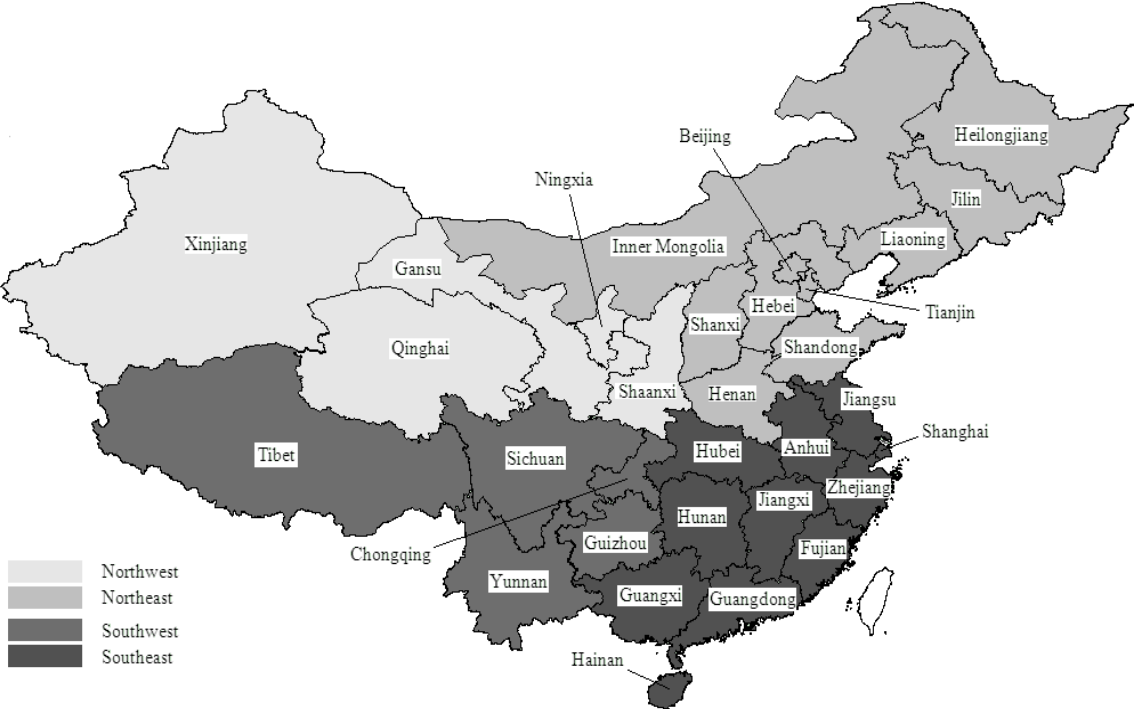 Beijing
Heilongjiang
Ningxia
Jilin
Xinjiang
Inner Mongolia
Liaoning
Gansu
Hebei
Tianjin
Shanxi
Qinghai
Shandong
Shaanxi
Henan
Jiangsu
Shanghai
Tibet
Sichuan
Hubei
Anhui
Zhejiang
Jiangxi
Hunan
Chongqing
Guizhou
Fujian
Yunnan
Guangxi
Guangdong
Hainan
Northwest
Northeast
Southwest
Southeast